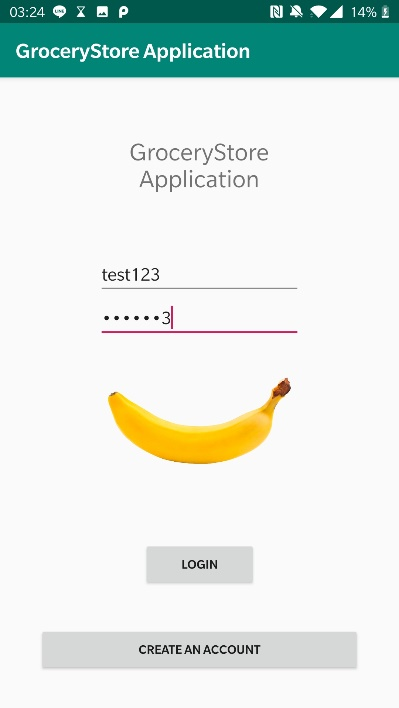 03:24 14%
GroceryStore Application
GroceryStore
Application
test123
••••••3
LOGIN
CREATE AN ACCOUNT